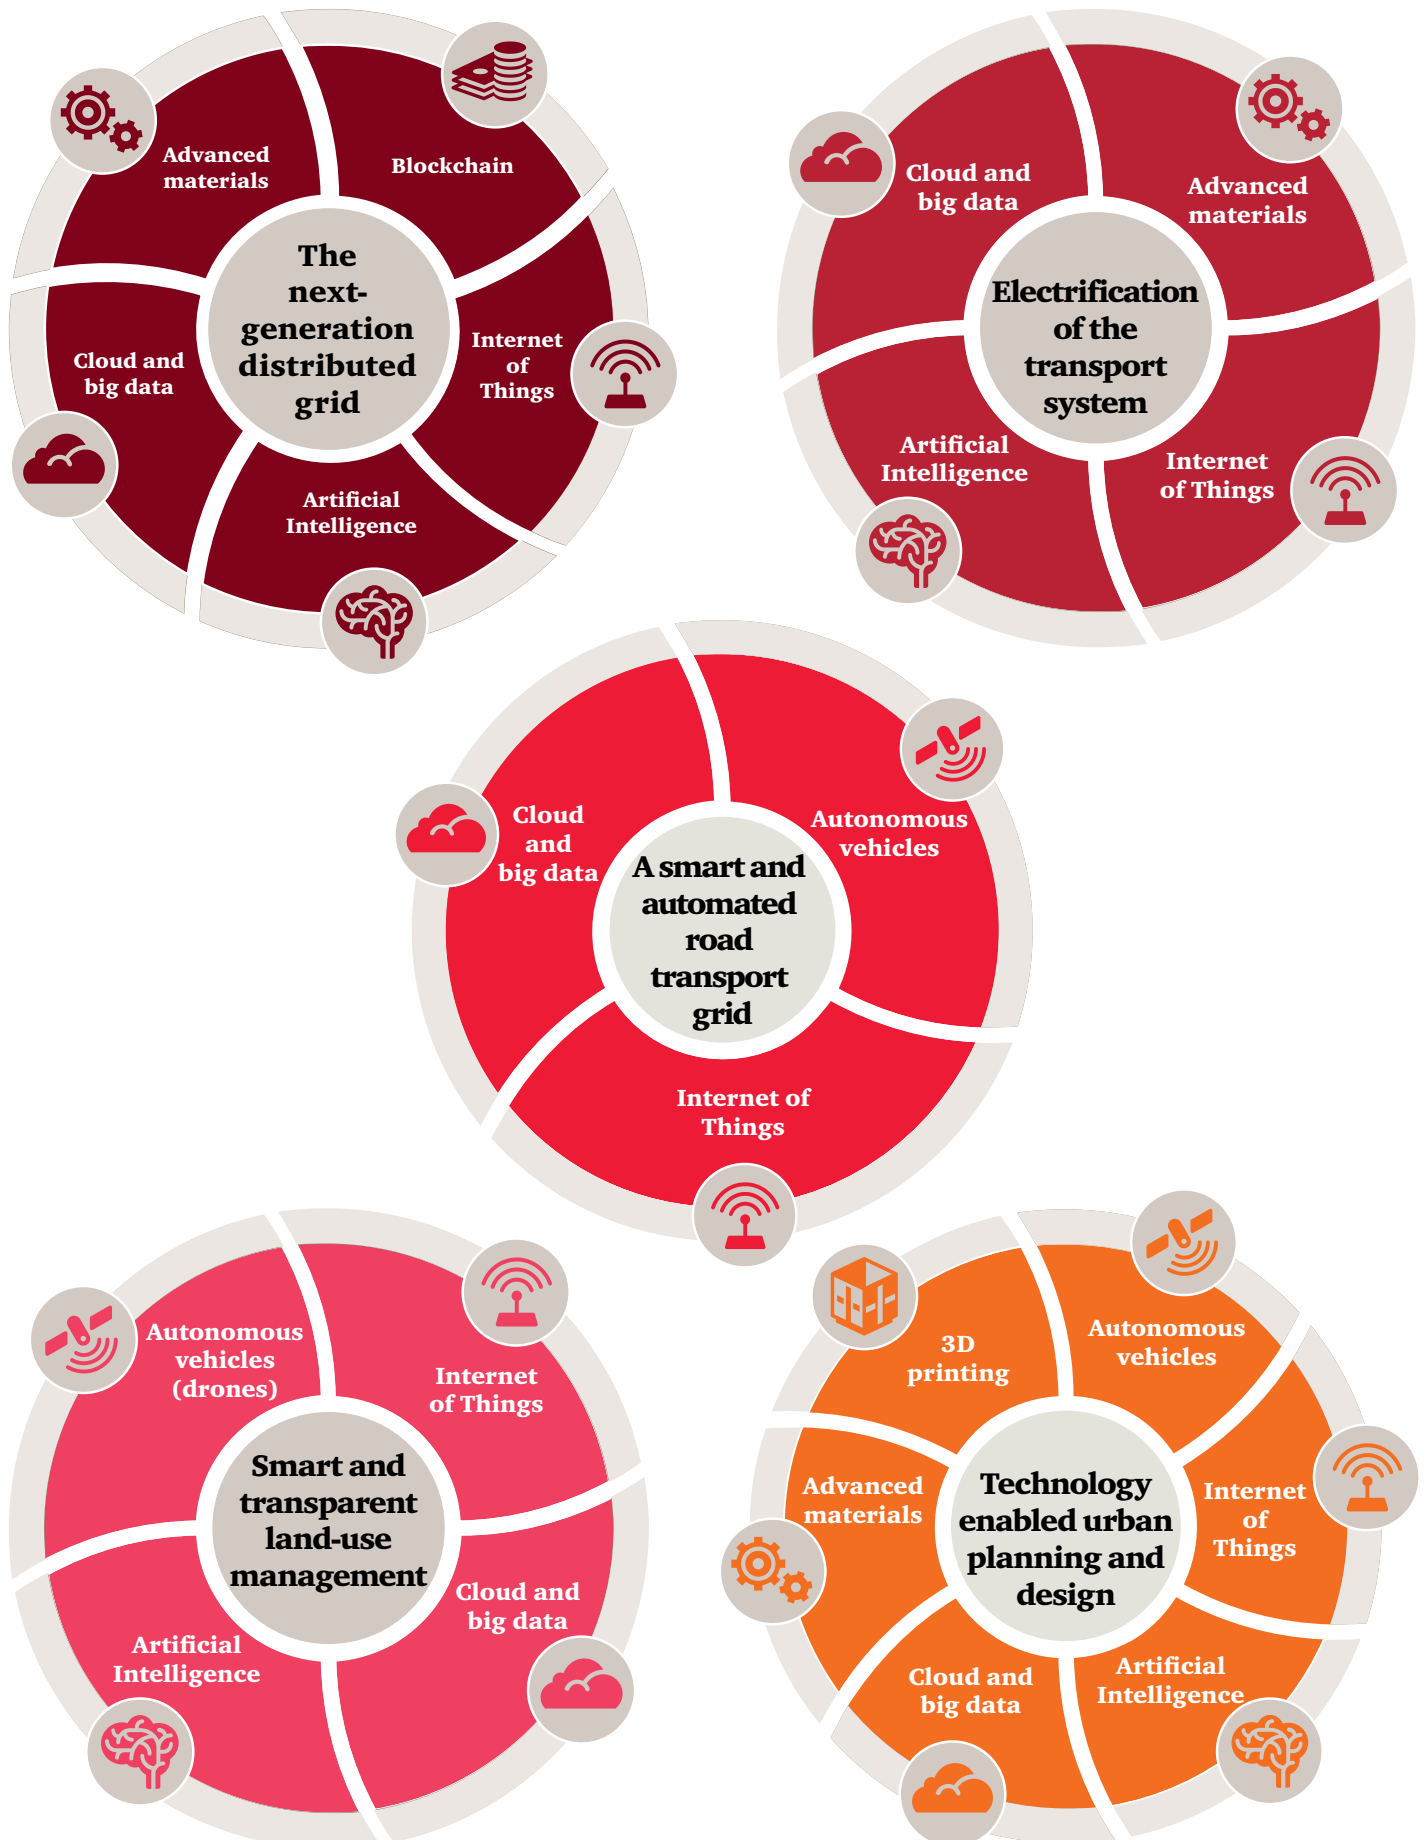 The
next-
generation
distributed
grid
Advanced
materials
Blockchain
Internet
of
Things
Artificial
Intelligence
Cloud and
big data
Electrification
of the
transport
system
Cloud and
big data
Advanced
materials
Internet
of Things
Artificial
Intelligence
A smart and
automated
road
transport
grid
Cloud
and
big data
Autonomous
vehicles
Internet of
Things
Smart and
transparent
land-use
management
Autonomous
vehicles
(drones)
Internet
of Things
Cloud and
big data
Artificial
Intelligence
Technology
enabled urban
planning and
design
3D
printing
Autonomous
vehicles
Internet
of
Things
Artificial
Intelligence
Cloud and
big data
Advanced
materials